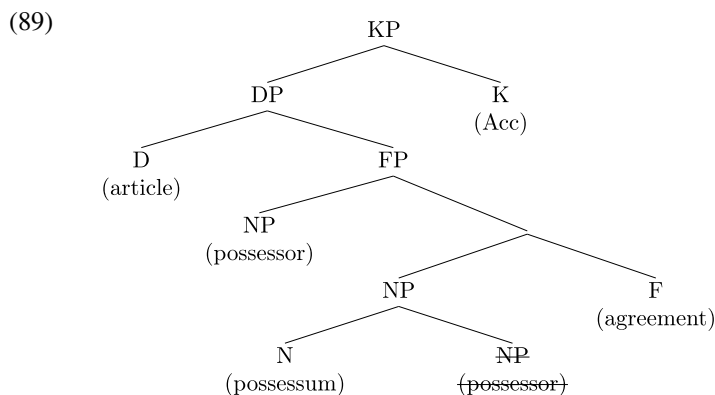 (89)
KP
DP K
(Acc)
D FP
(article)
NP
(possessor)
NP F
(agreement)
N NP
(possessum) (possessor)